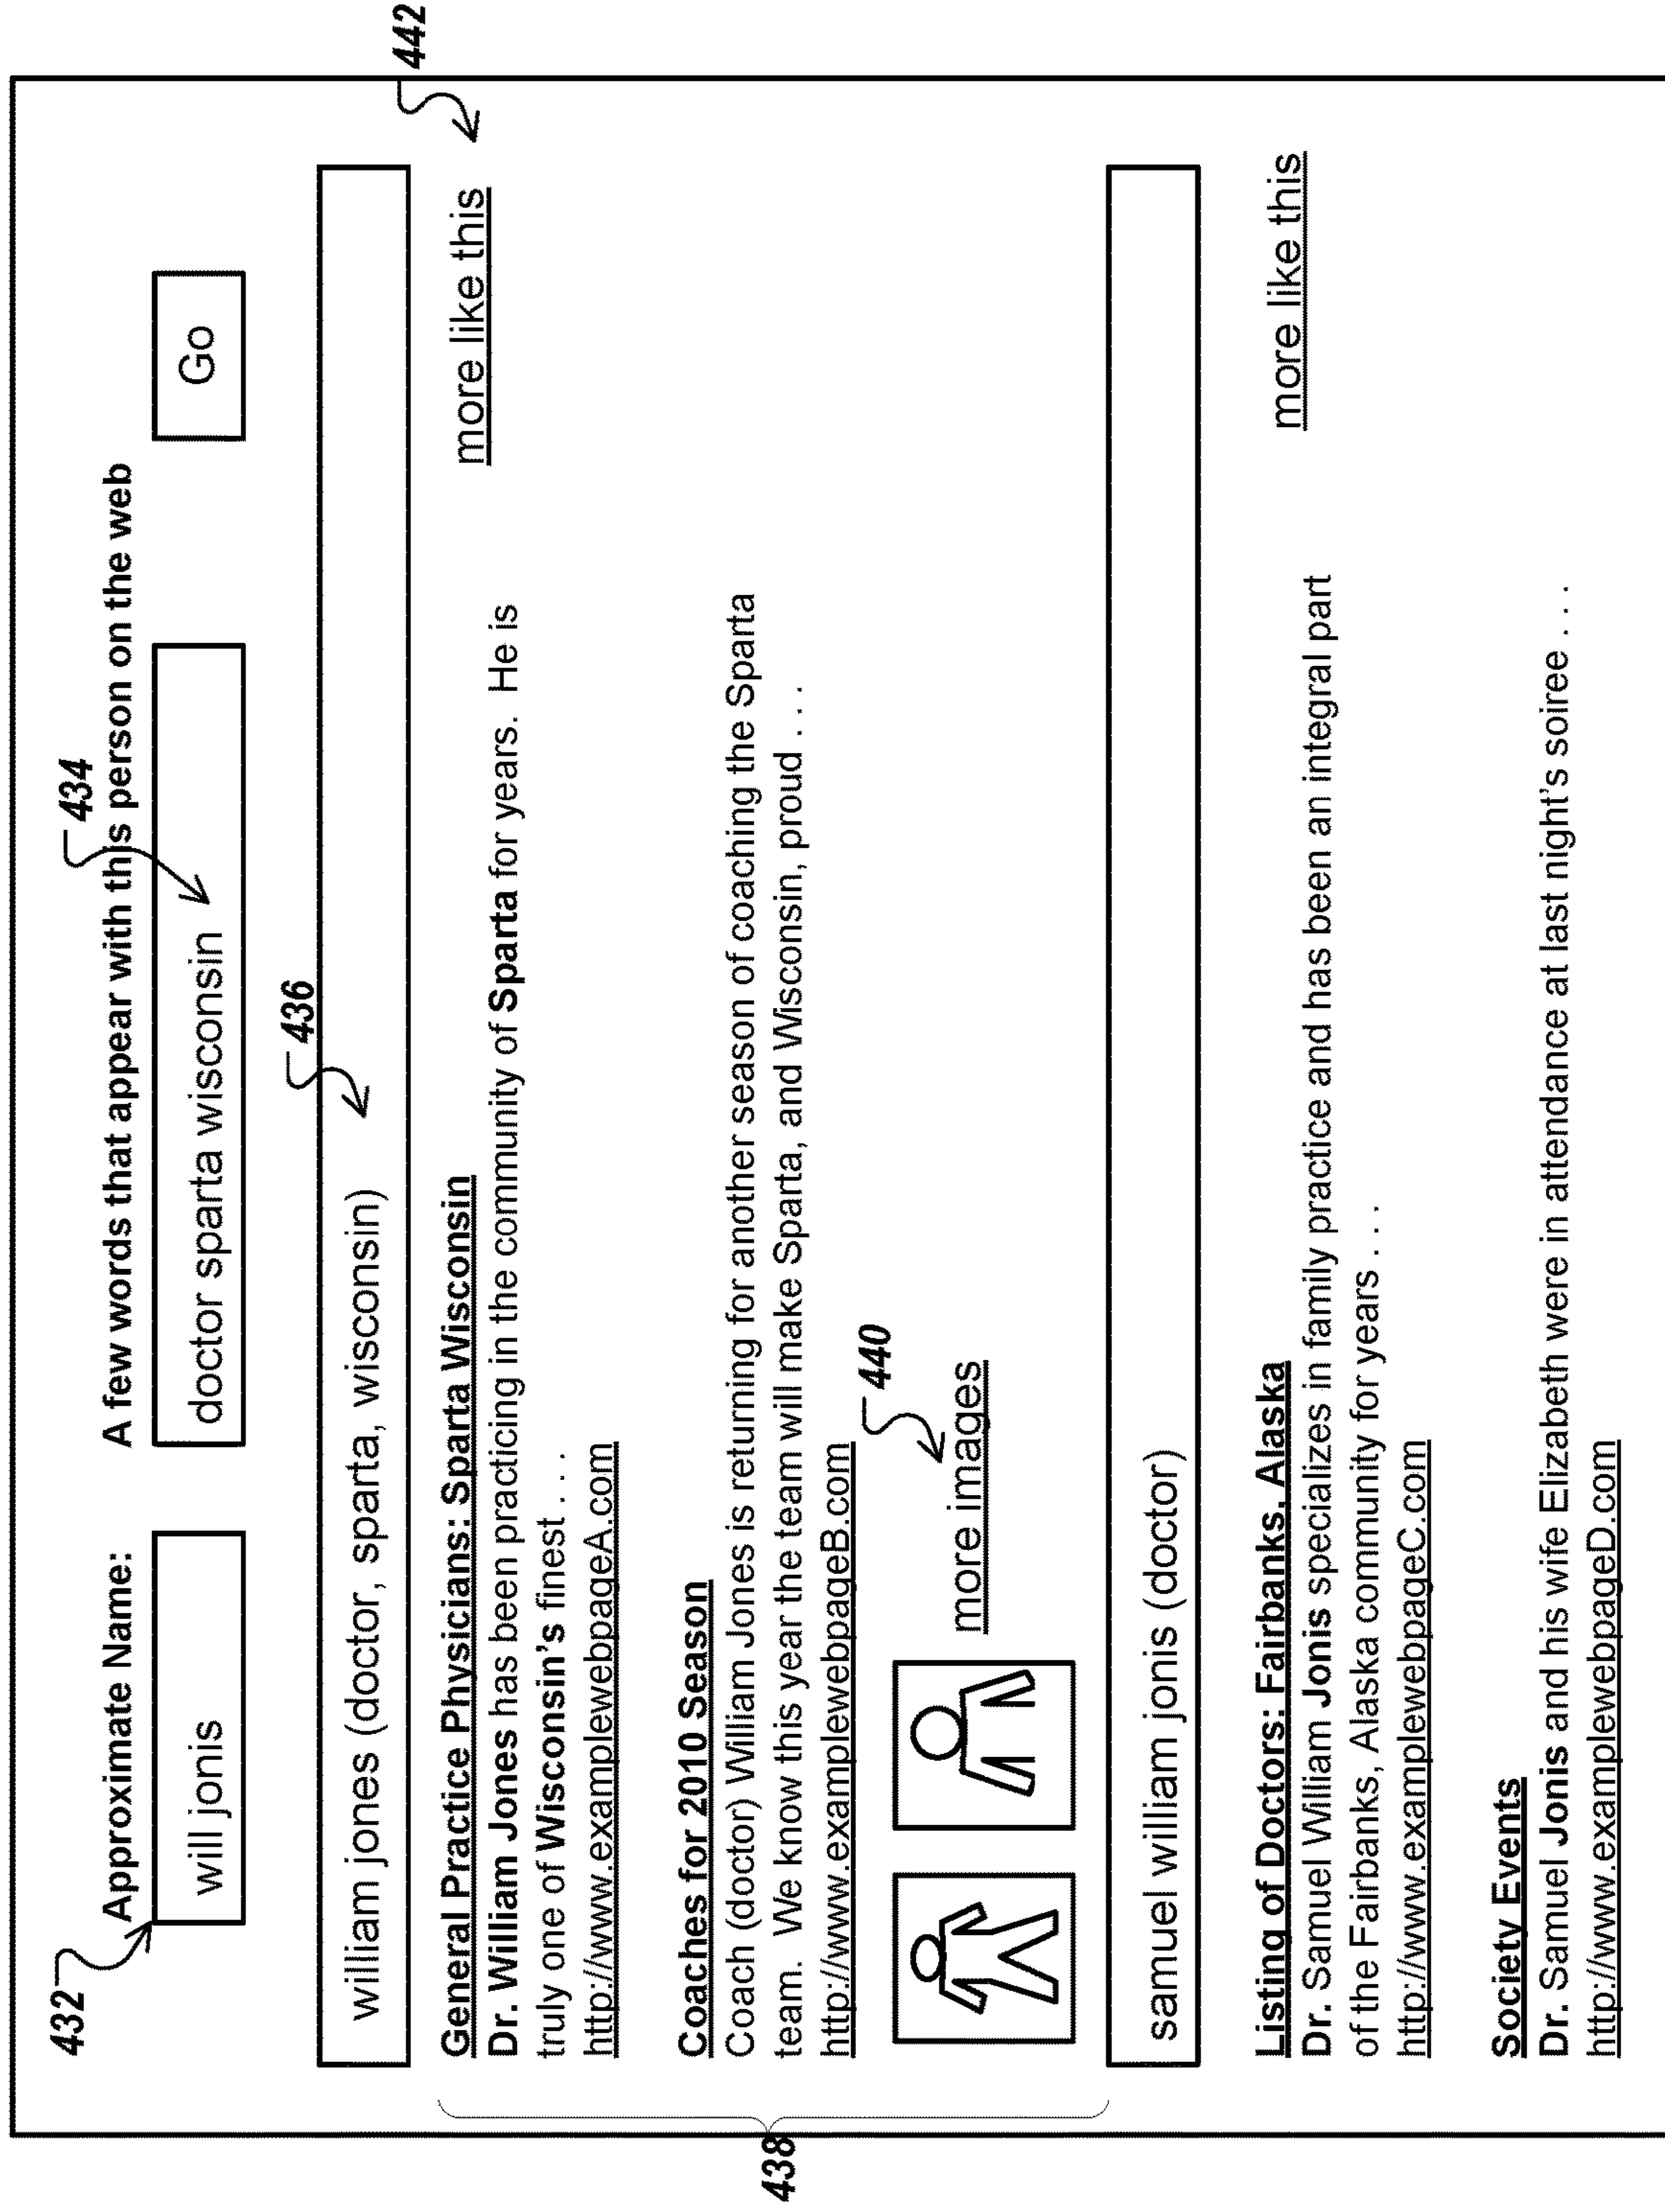 442
432
434
Approximate Name:
A few words that appear with this person on the web
will jonis
doctor sparta wisconsin
Go
436
william jones (doctor, sparta, wisconsin)
General Practice Physicians: Sparta Wisconsin
more like this
Dr. William Jones has been practicing in the community of Sparta for years.  He is
truly one of Wisconsin's finest . . .
http://www.examplewebpageA.com
Coaches for 2010 Season
Coach (doctor) William Jones is returning for another season of coaching the Sparta
team.  We know this year the team will make Sparta, and Wisconsin, proud . . .
http://www.examplewebpageB.com
438
440
more images
samuel william jonis (doctor)
Listing of Doctors: Fairbanks, Alaska
more like this
Dr. Samuel William Jonis specializes in family practice and has been an integral part
of the Fairbanks, Alaska community for years . . .
http://www.examplewebpageC.com
Society Events
Dr. Samuel Jonis and his wife Elizabeth were in attendance at last night's soiree . . . .
http://www.examplewebpageD.com